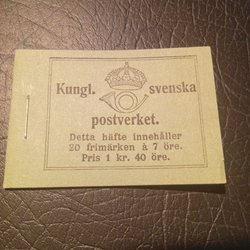 Kungl. svenska
postverket.
Detta häfte innehåller
20 frimärken à 7 öre.
Pris 1 kr. 40 öre.